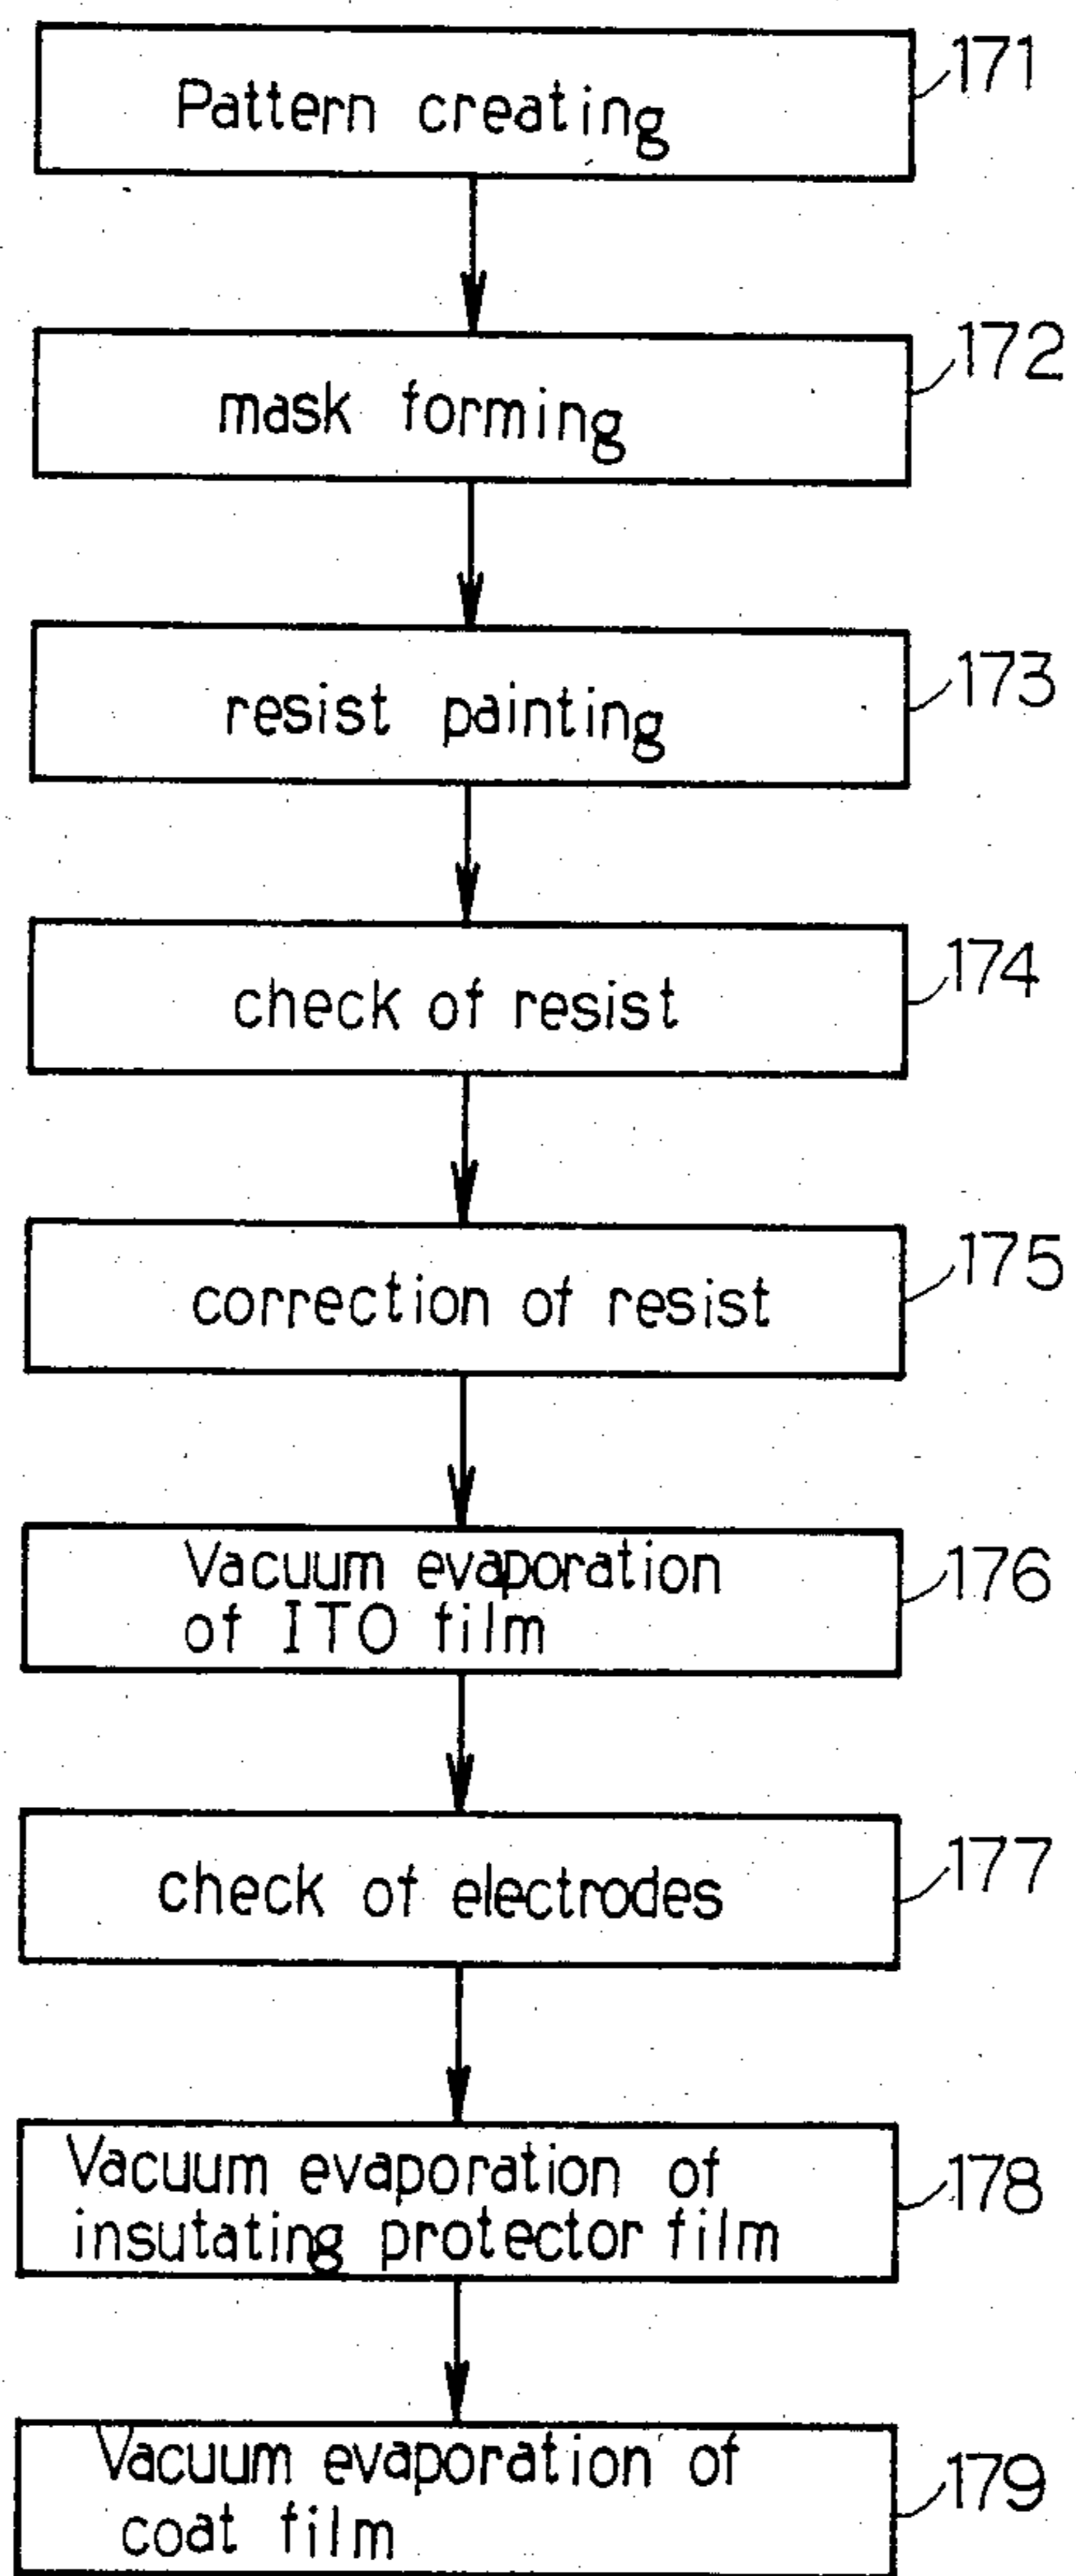 Pattern creating
171
mask forming
172
resist painting
173
check of resist
174
correction of resist
175
Vacuum evaporation
of ITO film
176
check of electrodes
177
Vacuum evaporation of
insutating protector film
178
Vacuum evaporation of
coat film
179